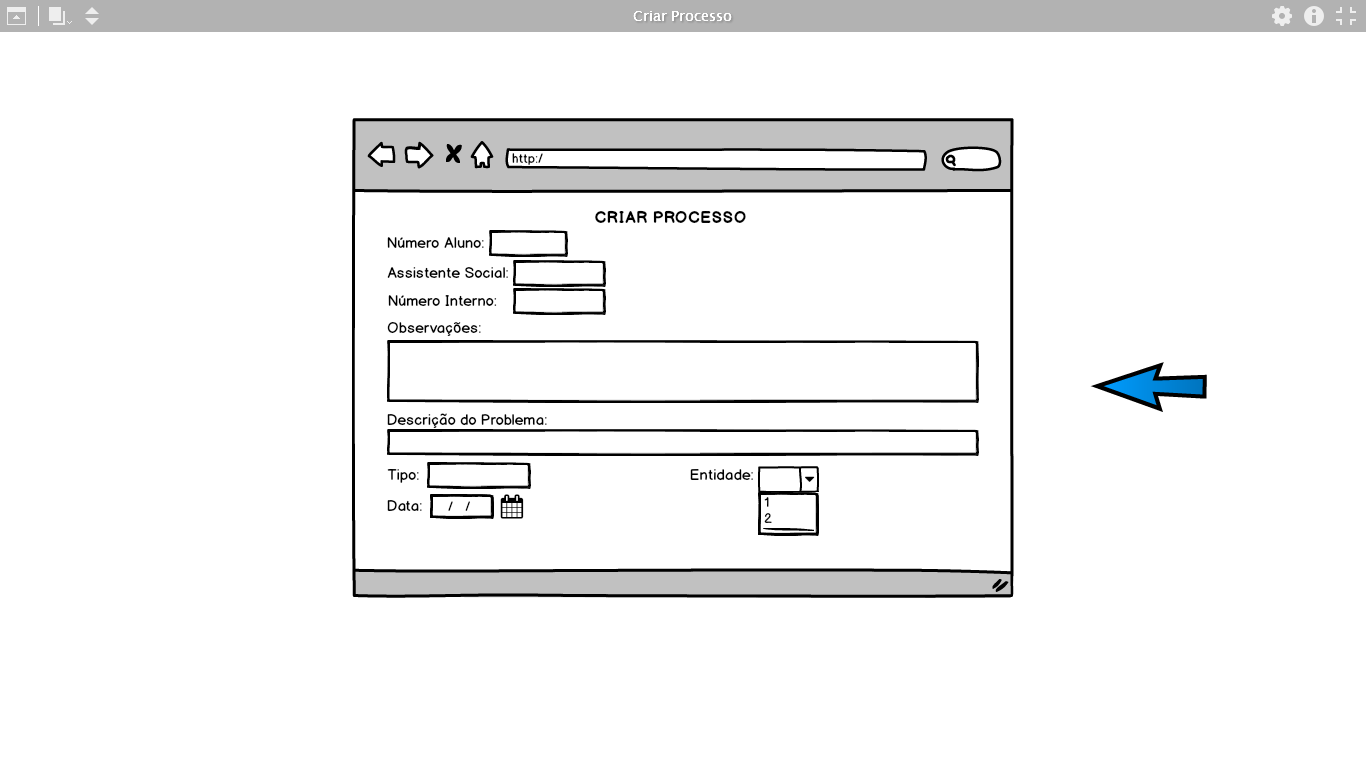 Criar Processo
http:/
CRIAR PROCESSO
Número Aluno:
Assistente Social:
Número Interno:
Observações:
Descrição do Problema:
Tipo:
Entidade:
1
2
Data: / /